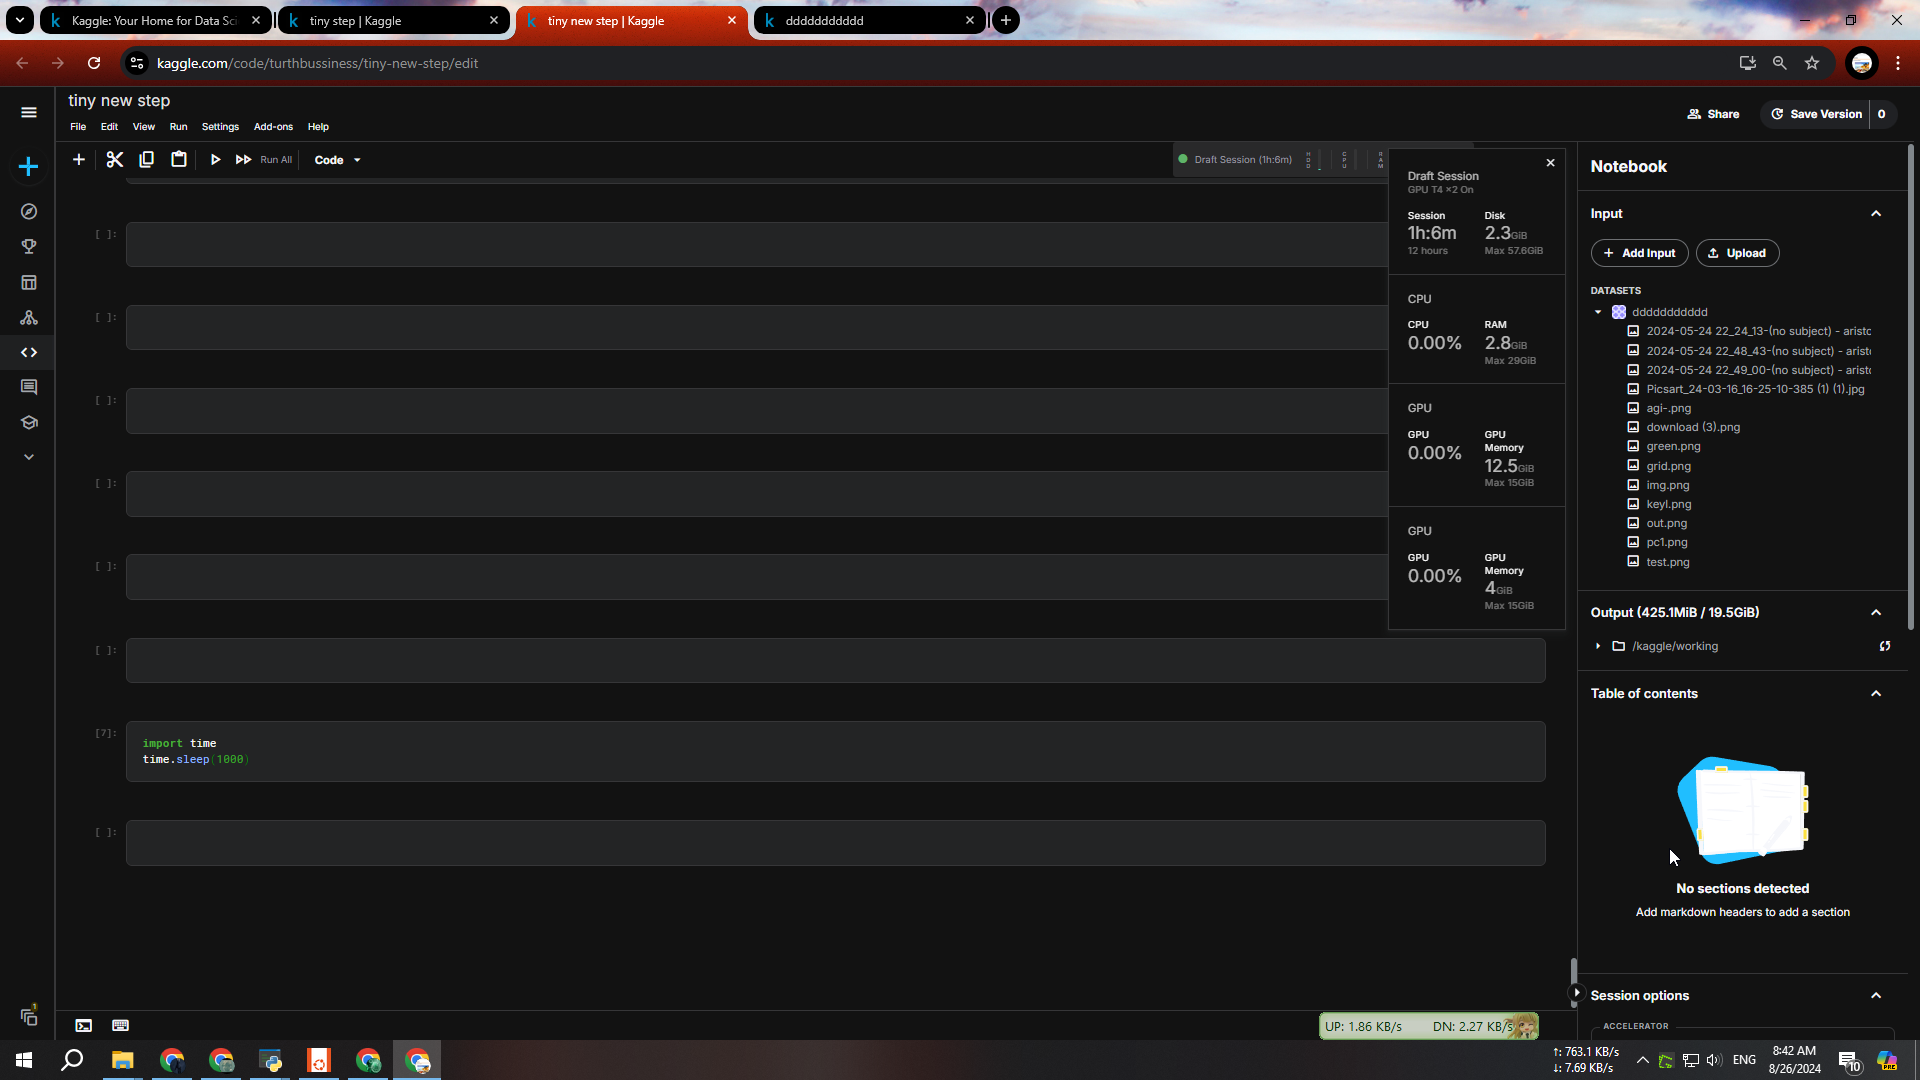 Kaggle: Your Home for Data Sci
tiny step | Kaggle
tiny new step | Kaggle
ddddddddddd
kaggle.com/code/turthbussiness/tiny-new-step/edit
tiny new step
File Edit View Run Settings Add-ons Help
Share
Save Version 0
Run All
Code
Draft Session (1h:6m)
HDD
CPU
RAM
Draft Session
GPU T4 ×2 On
Session Disk
1h:6m 2.3GiB
12 hours Max 57.6GiB
CPU
CPU RAM
0.00% 2.8GiB
Max 29GiB
GPU
GPU GPU Memory
0.00% 12.5GiB
Max 15GiB
GPU
GPU GPU Memory
0.00% 4GiB
Max 15GiB
[ ]:
[ ]:
[ ]:
[ ]:
[ ]:
[ ]:
[7]:
import time
time.sleep(1000)
[ ]:
Notebook
Input
Add Input
Upload
DATASETS
ddddddddddd
2024-05-24 22_24_13-(no subject) - aristo
2024-05-24 22_48_43-(no subject) - aristo
2024-05-24 22_49_00-(no subject) - aristo
Picsart_24-03-16_16-25-10-385 (1) (1).jpg
agi-.png
download (3).png
green.png
grid.png
img.png
keyl.png
out.png
pc1.png
test.png
Output (425.1MiB / 19.5GiB)
/kaggle/working
Table of contents
No sections detected
Add markdown headers to add a section
Session options
ACCELERATOR
1
UP: 1.86 KB/s DN: 2.27 KB/s
↑: 763.1 KB/s
↓: 7.69 KB/s
ENG
8:42 AM
8/26/2024
10
PRE